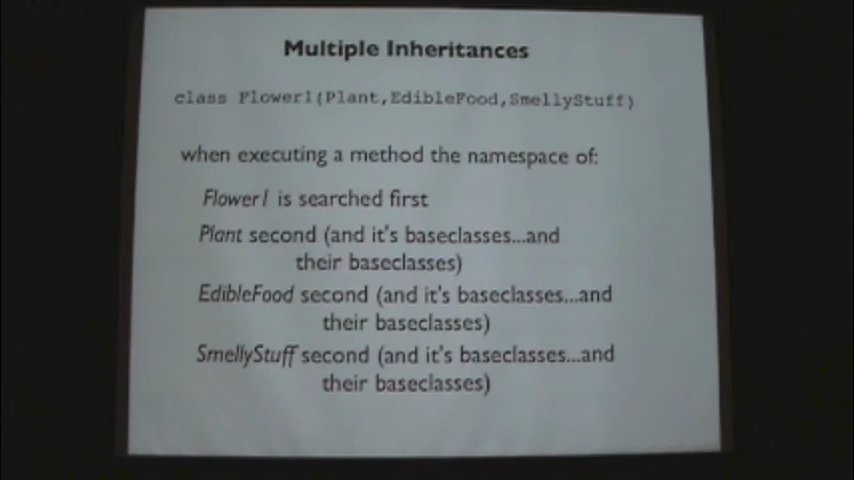 Multiple Inheritances
class Flower1(Plant,EdibleFood,SmellyStuff)
when executing a method the namespace of:
Flower1 is searched first
Plant second (and it's baseclasses...and
their baseclasses)
EdibleFood second (and it's baseclasses...and
their baseclasses)
SmellyStuff second (and it's baseclasses...and
their baseclasses)